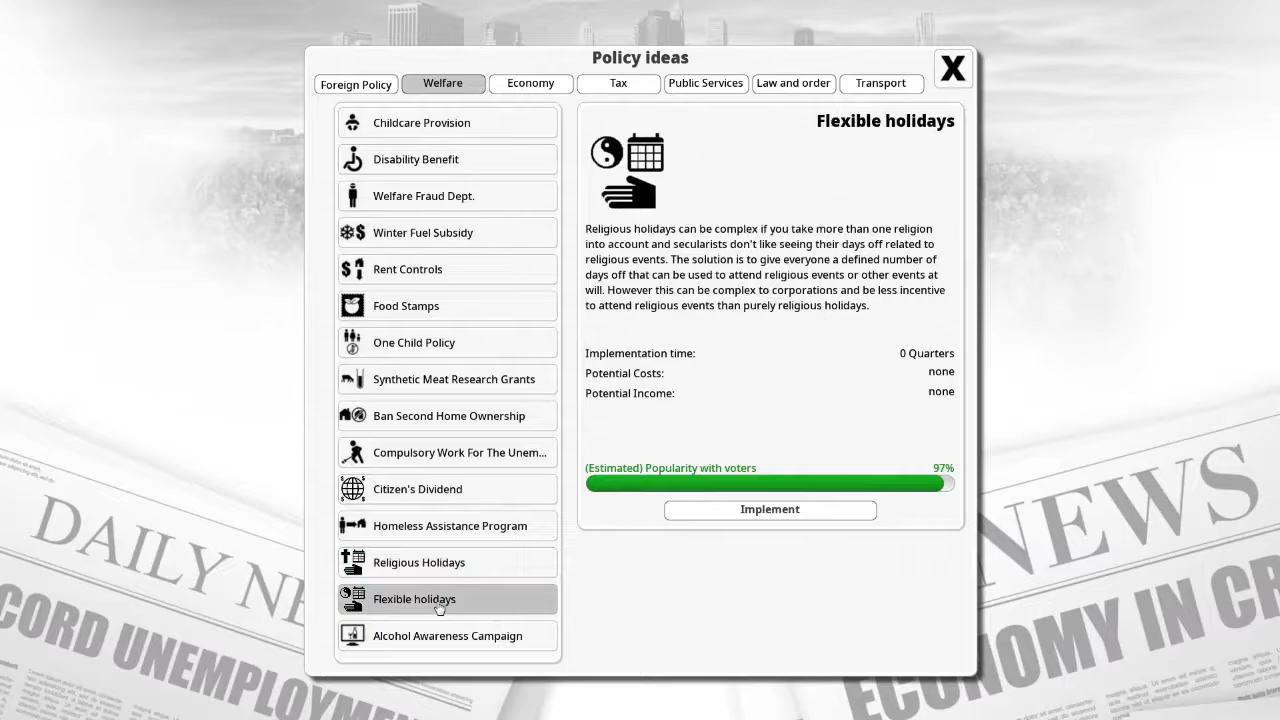 Policy ideas
X
Foreign Policy
Welfare
Economy
Tax
Public Services
Law and order
Transport
Childcare Provision
Disability Benefit
Welfare Fraud Dept.
Winter Fuel Subsidy
Rent Controls
Food Stamps
One Child Policy
Synthetic Meat Research Grants
Ban Second Home Ownership
Compulsory Work For The Unem...
Citizen's Dividend
Homeless Assistance Program
Religious Holidays
Flexible holidays
Alcohol Awareness Campaign
Flexible holidays
Religious holidays can be complex if you take more than one religion
into account and secularists don't like seeing their days off related to
religious events. The solution is to give everyone a defined number of
days off that can be used to attend religious events or other events at
will. However this can be complex to corporations and be less incentive
to attend religious events than purely religious holidays.
Implementation time: 0 Quarters
Potential Costs: none
Potential Income: none
(Estimated) Popularity with voters 97%
Implement
DAILY NE
CORD UNEMPLOYM
NEWS
ECONOMY IN CR